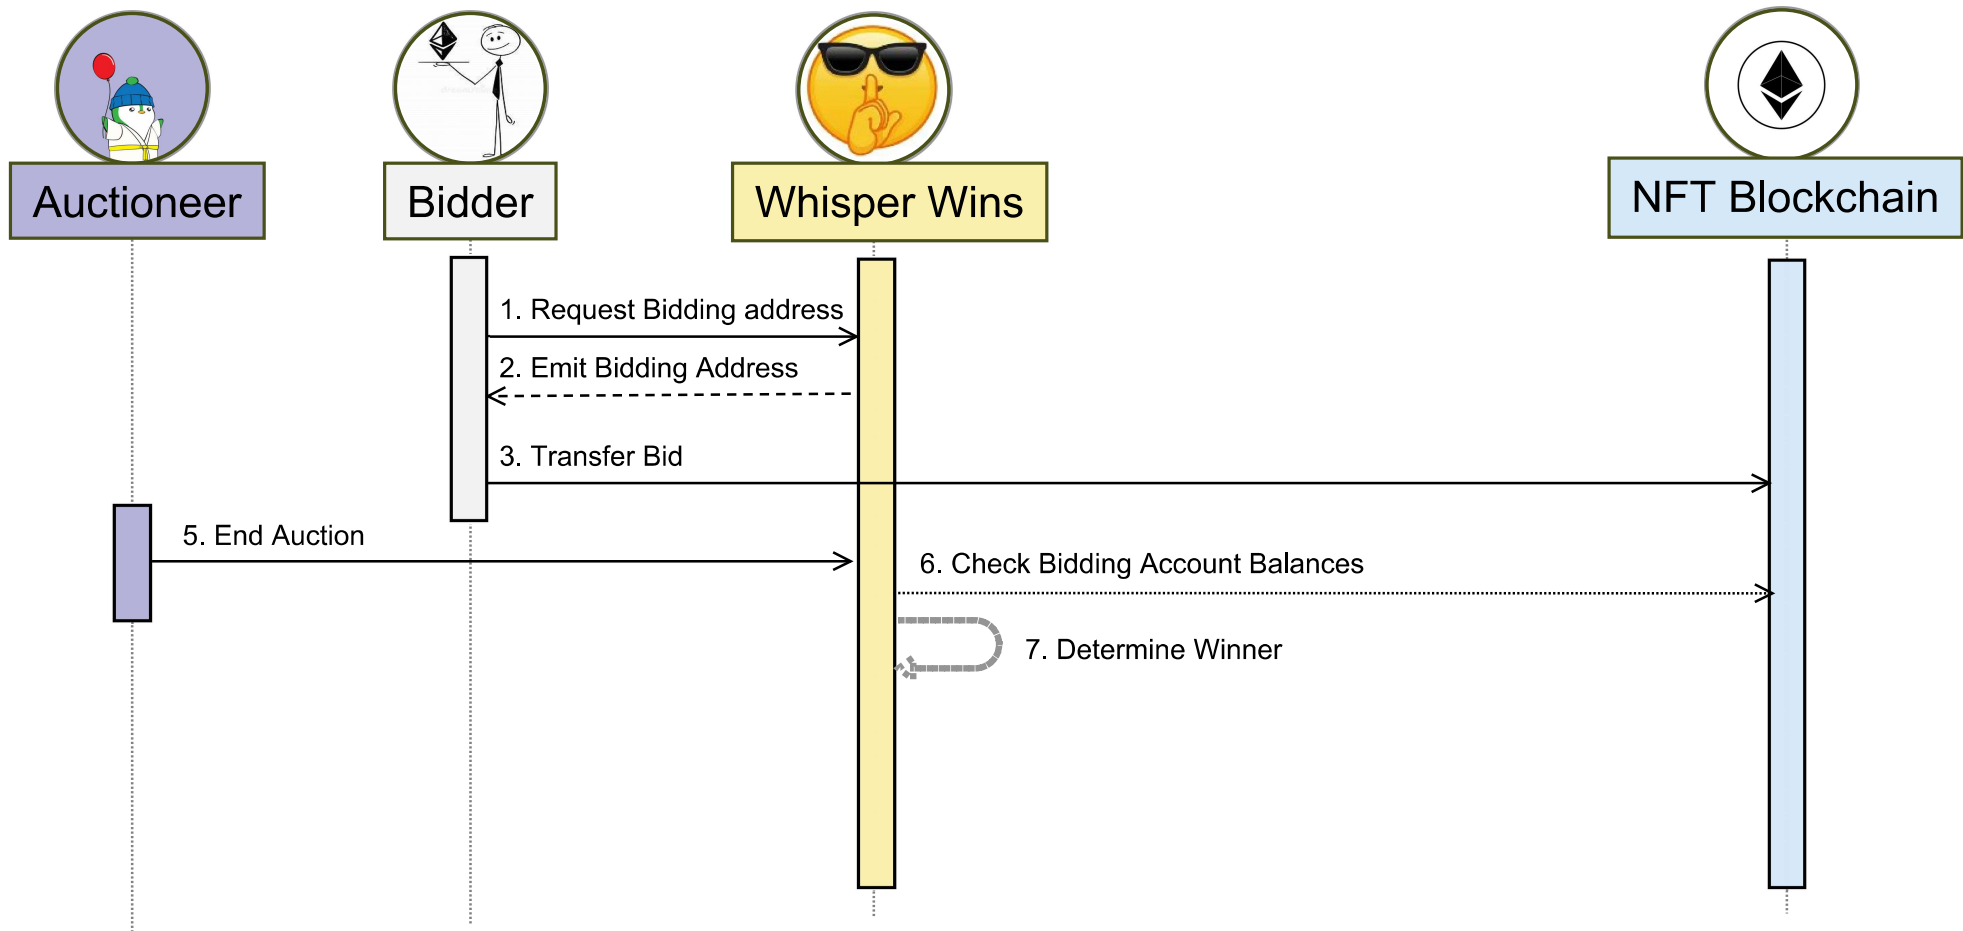 Auctioneer
Bidder
Whisper Wins
NFT Blockchain
1. Request Bidding address
2. Emit Bidding Address
3. Transfer Bid
5. End Auction
6. Check Bidding Account Balances
7. Determine Winner